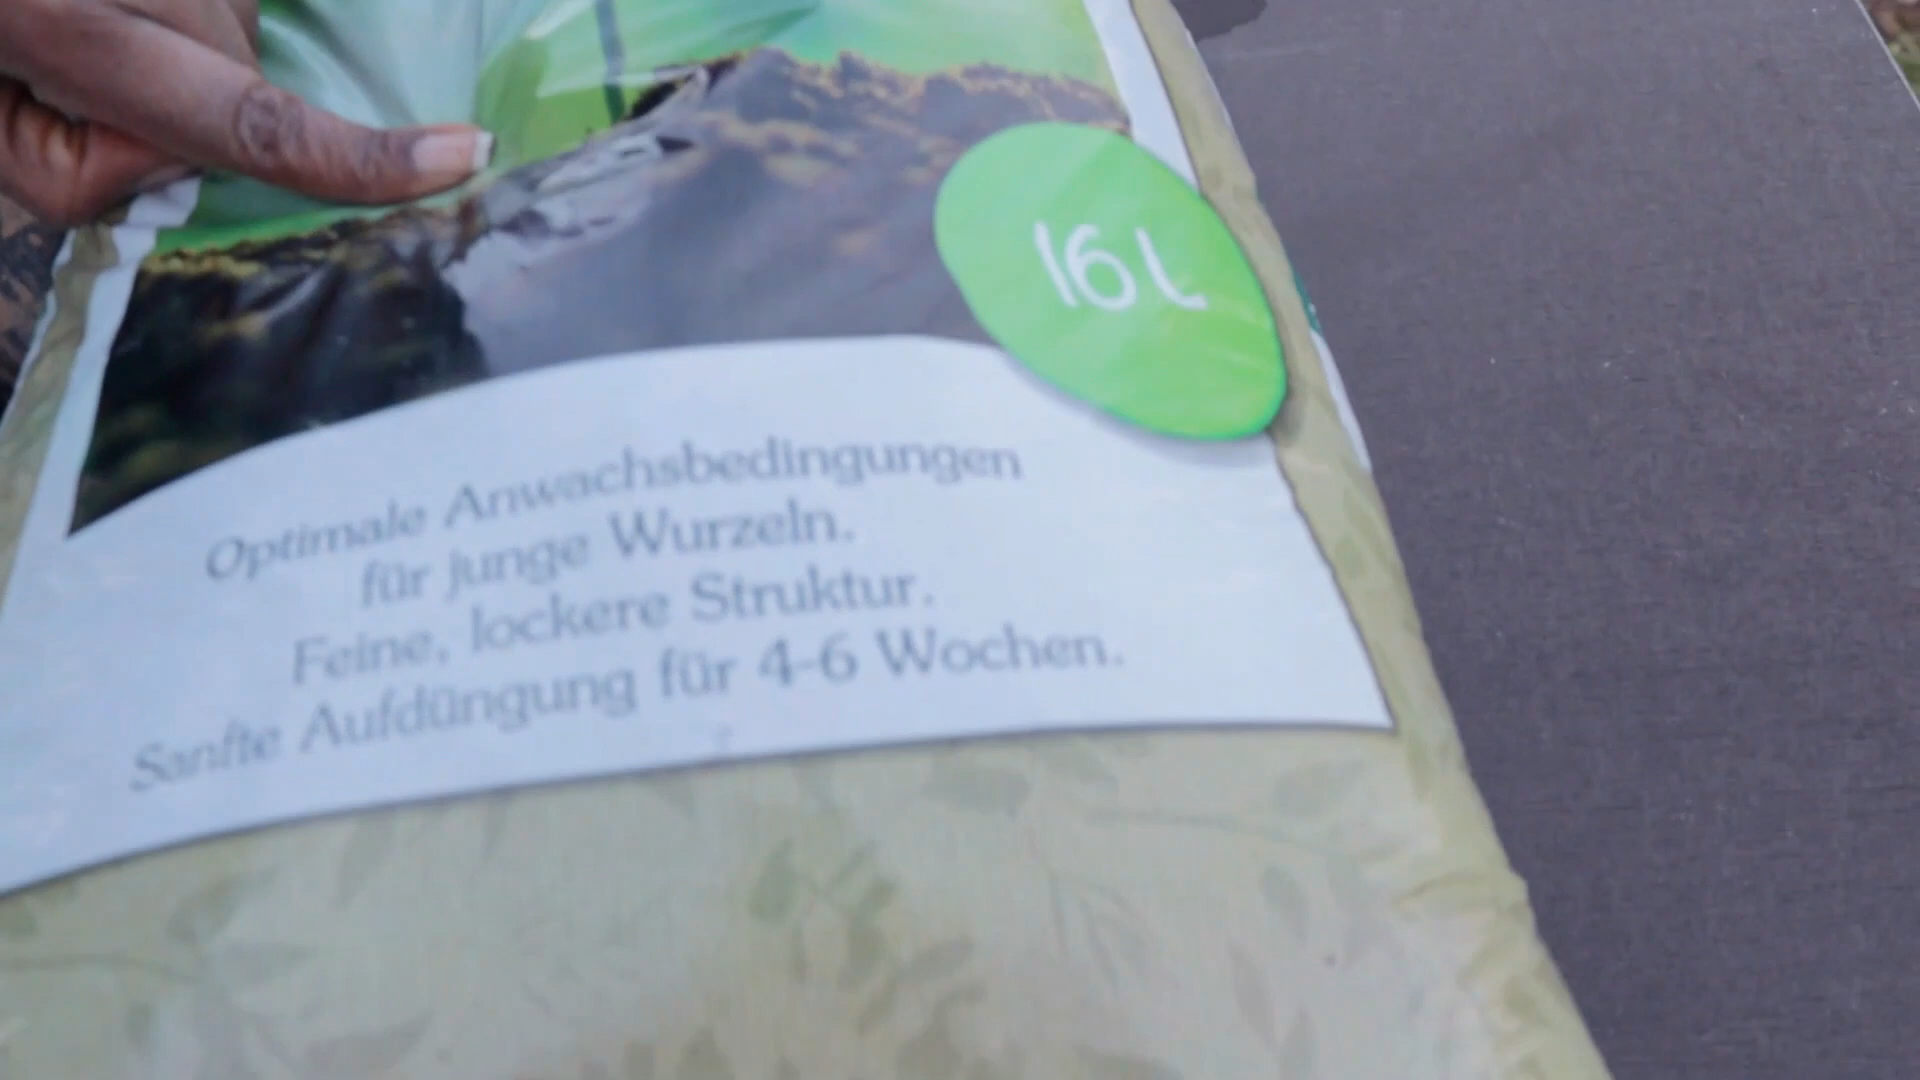 16 L
Optimale Anwachsbedingungen
für junge Wurzeln.
Feine, lockere Struktur.
Sanfte Aufdüngung für 4-6 Wochen.